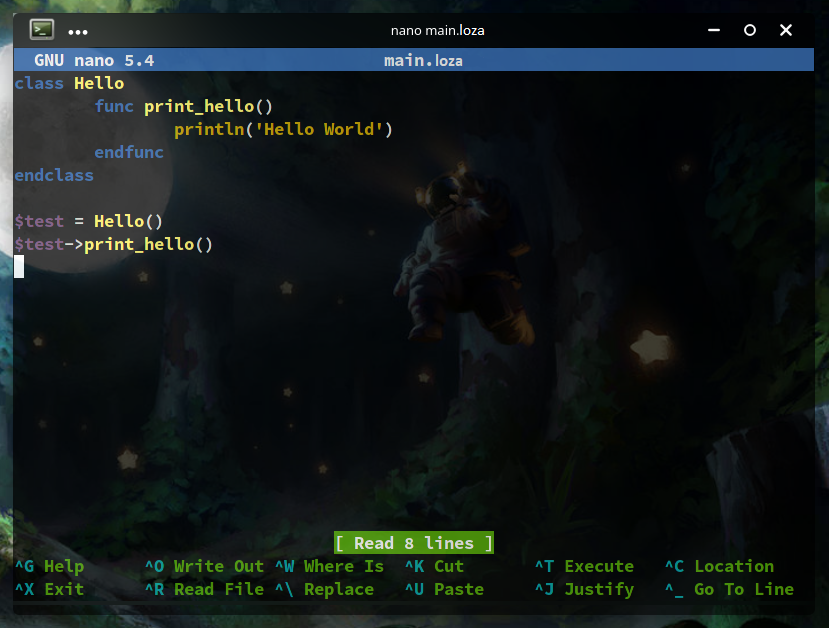 >_ ••• nano main.loza
GNU nano 5.4 main.loza
class Hello
func print_hello()
println('Hello World')
endfunc
endclass
$test = Hello()
$test->print_hello()
[ Read 8 lines ]
^G Help ^O Write Out ^W Where Is ^K Cut ^T Execute ^C Location
^X Exit ^R Read File ^\ Replace ^U Paste ^J Justify ^_ Go To Line